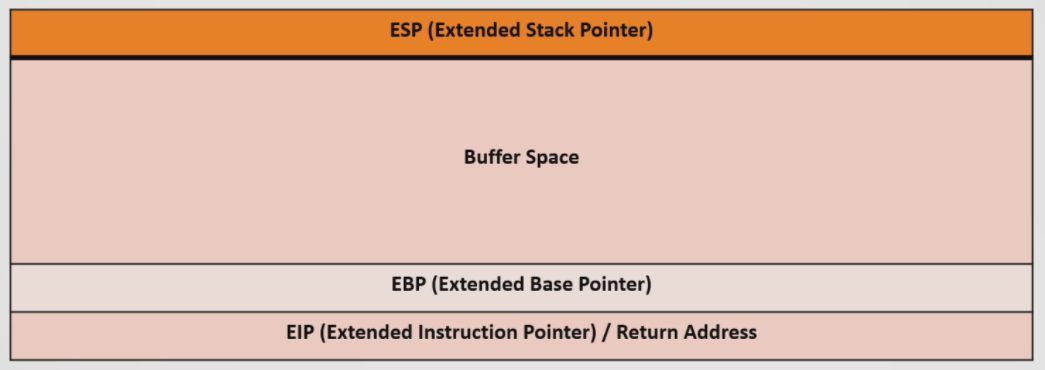 ESP (Extended Stack Pointer)
Buffer Space
EBP (Extended Base Pointer)
EIP (Extended Instruction Pointer) / Return Address